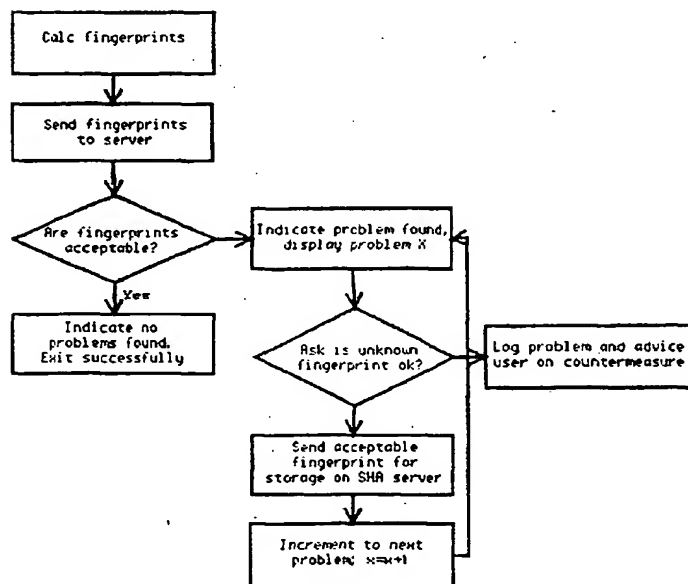 Calc fingerprints
Send fingerprints
to server
Are fingerprints
acceptable?
Yes
Indicate no
problems found.
Exit successfully
Indicate problem found,
display problem X
Ask is unknown
fingerprint ok?
Log problem and advice
user on countermeasure
Send acceptable
fingerprint for
storage on SHA server
Increment to next
problem; x=x+1